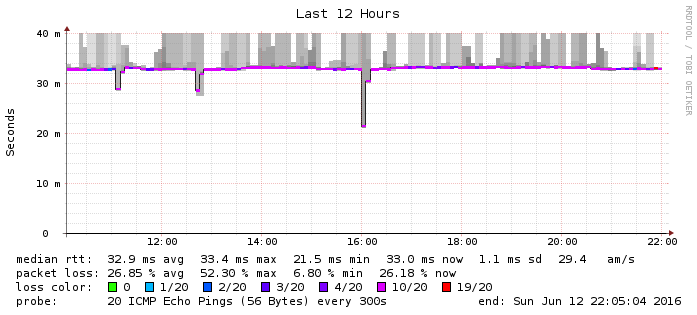 Last 12 Hours
RRDTOOL / TOBI OETIKER
Seconds
40 m
30 m
20 m
10 m
0
12:00 14:00 16:00 18:00 20:00 22:00
median rtt: 32.9 ms avg 33.4 ms max 21.5 ms min 33.0 ms now 1.1 ms sd 29.4 am/s
packet loss: 26.85 % avg 52.30 % max 6.80 % min 26.18 % now
loss color: 0 1/20 2/20 3/20 4/20 10/20 19/20
probe: 20 ICMP Echo Pings (56 Bytes) every 300s end: Sun Jun 12 22:05:04 2016